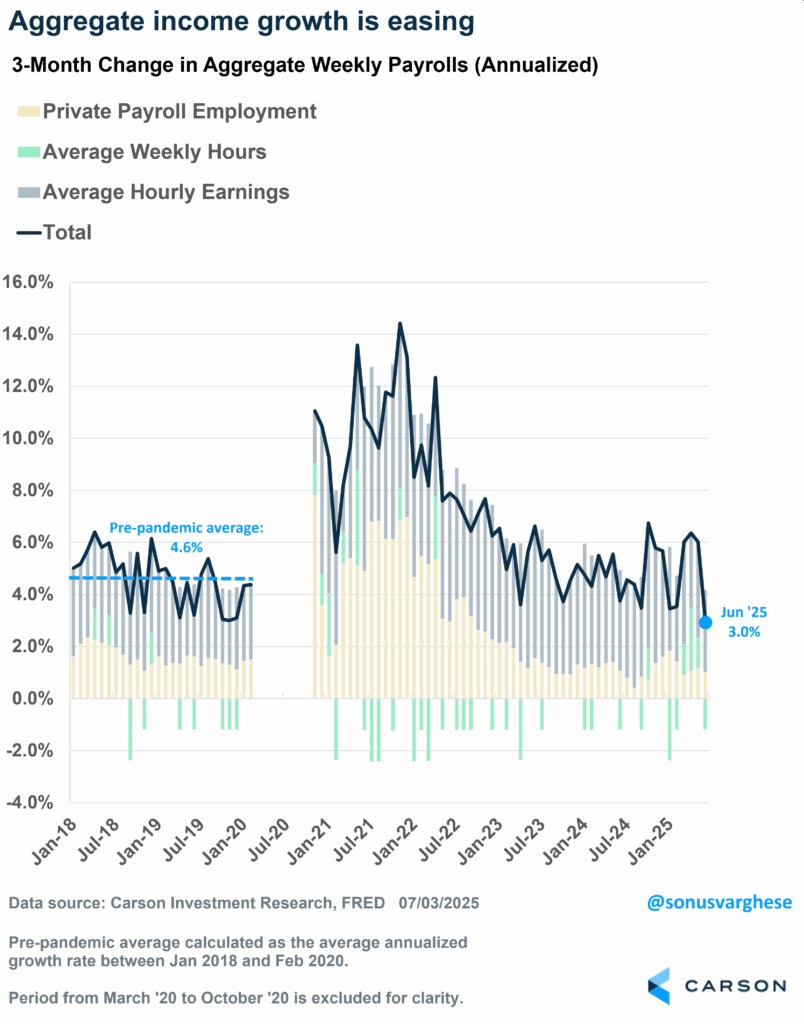 Aggregate income growth is easing
3-Month Change in Aggregate Weekly Payrolls (Annualized)
Private Payroll Employment
Average Weekly Hours
Average Hourly Earnings
Total
16.0%
14.0%
12.0%
10.0%
8.0%
6.0%
4.0%
2.0%
0.0%
-2.0%
-4.0%
Pre-pandemic average:
4.6%
Jun '25
3.0%
Jan-18
Jul-18
Jan-19
Jul-19
Jan-20
Jul-20
Jan-21
Jul-21
Jan-22
Jul-22
Jan-23
Jul-23
Jan-24
Jul-24
Jan-25
Data source: Carson Investment Research, FRED 07/03/2025
@sonusvarghese
Pre-pandemic average calculated as the average annualized
growth rate between Jan 2018 and Feb 2020.
Period from March '20 to October '20 is excluded for clarity.
CARSON